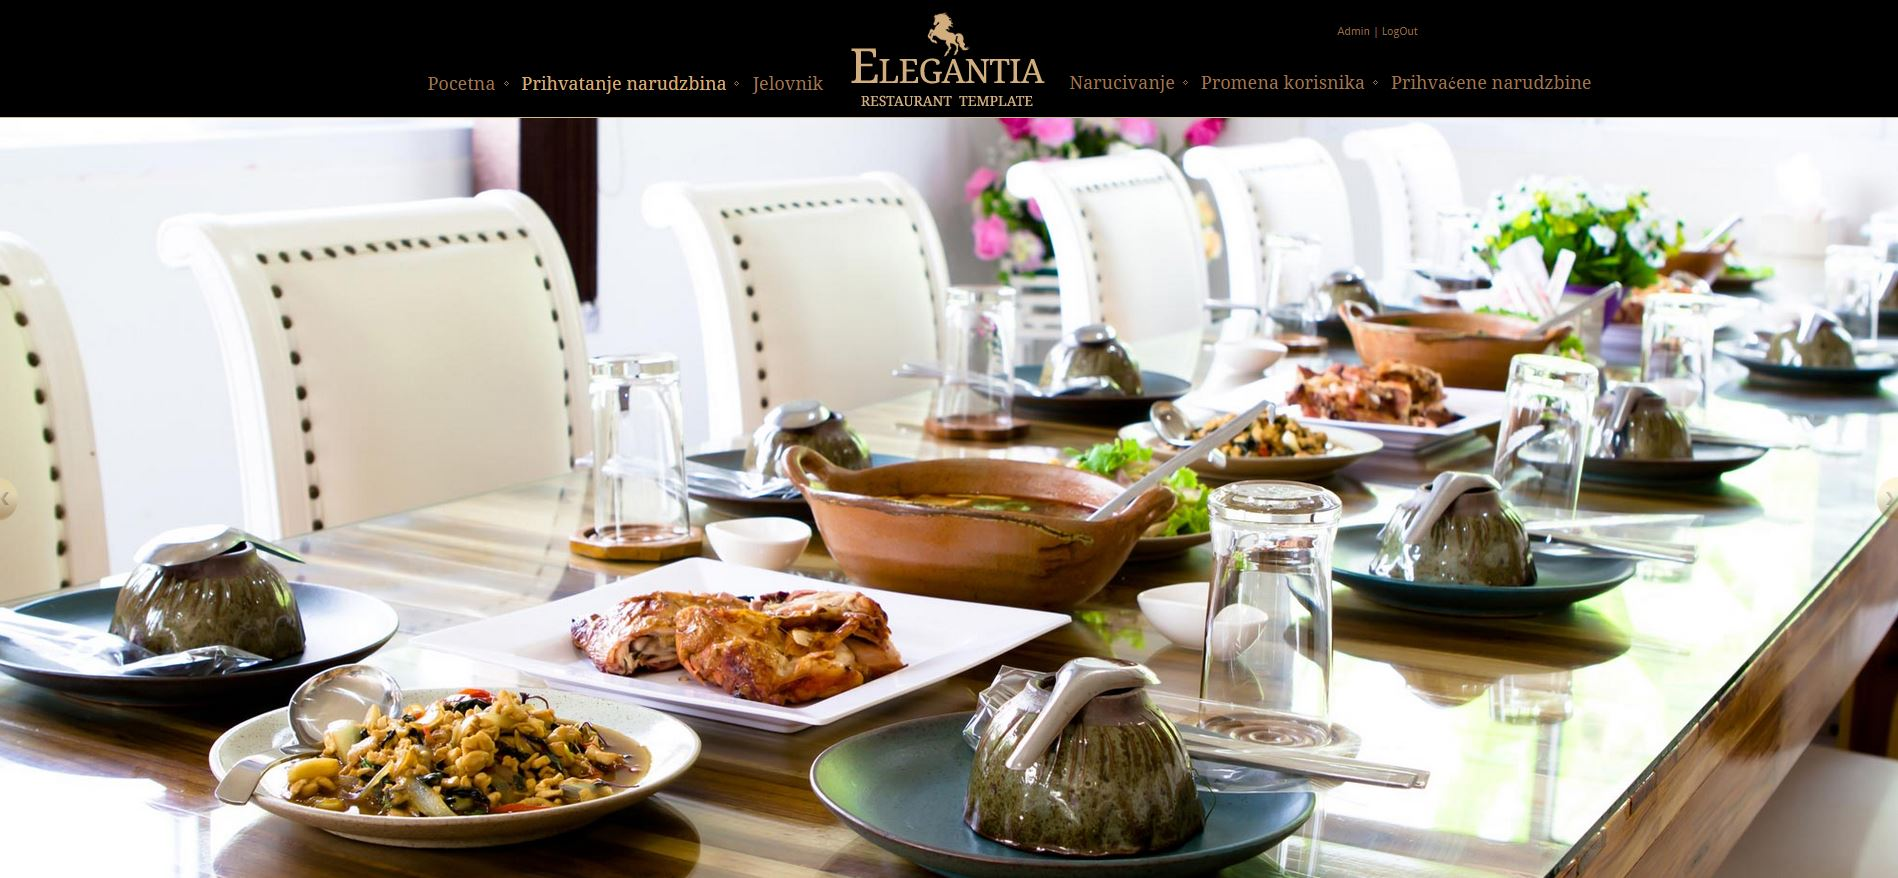 Admin | LogOut
Pocetna Prihvatanje narudzbina Jelovnik
ELEGANTIA
RESTAURANT TEMPLATE
Narucivanje Promena korisnika Prihvaćene narudzbine